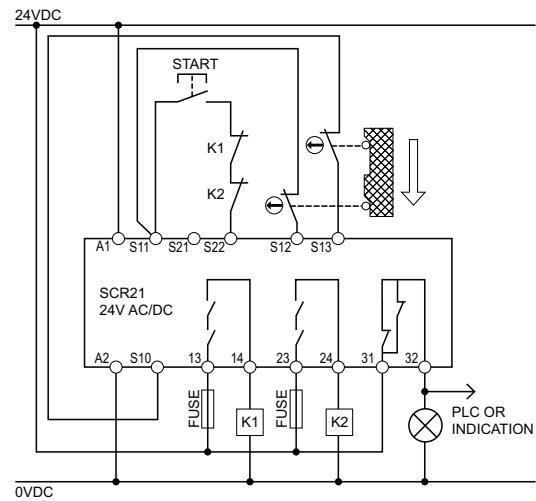 24VDC
START
K1
K2
A1 S11 S21 S22 S12 S13
SCR21
24V AC/DC
A2 S10 13 14 23 24 31 32
FUSE
K1
FUSE
K2
PLC OR
INDICATION
0VDC